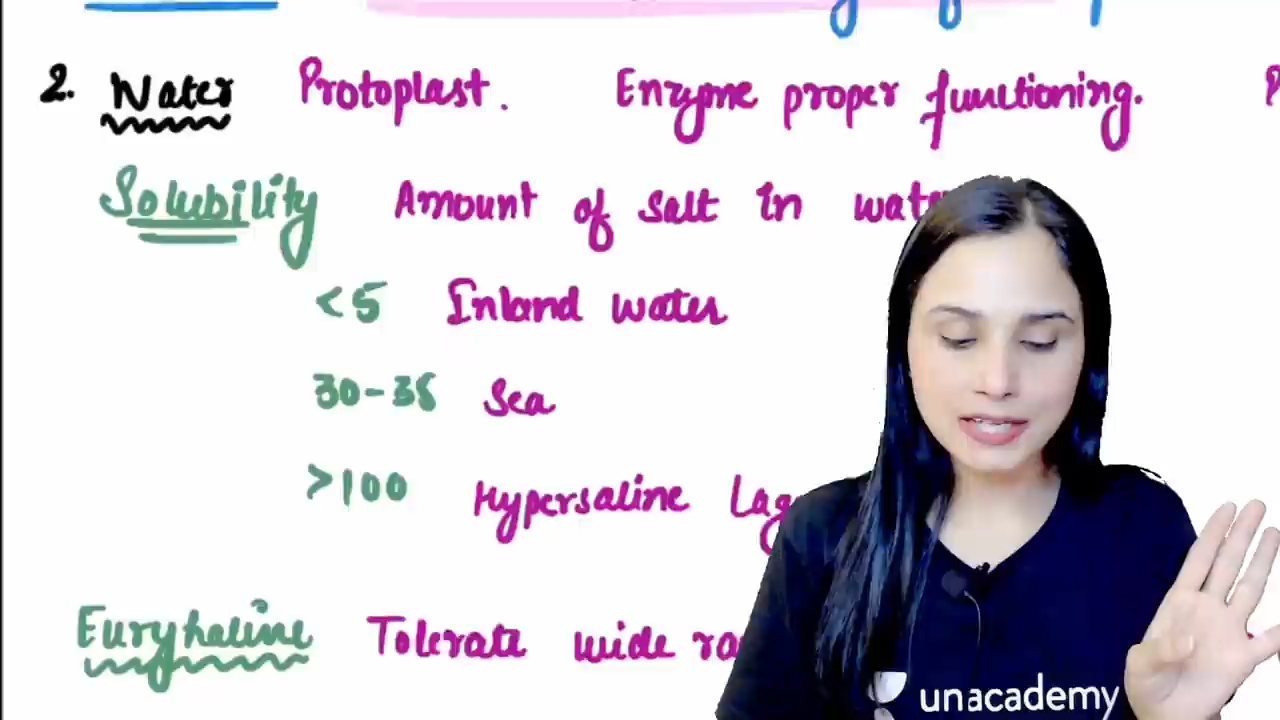 2. Water Protoplast. Enzyme proper functioning.
Solubility Amount of salt in
<5 Inland water
30-38 Sea
>100 Hypersaline
Euryhaline Tolerate wide
unacademy